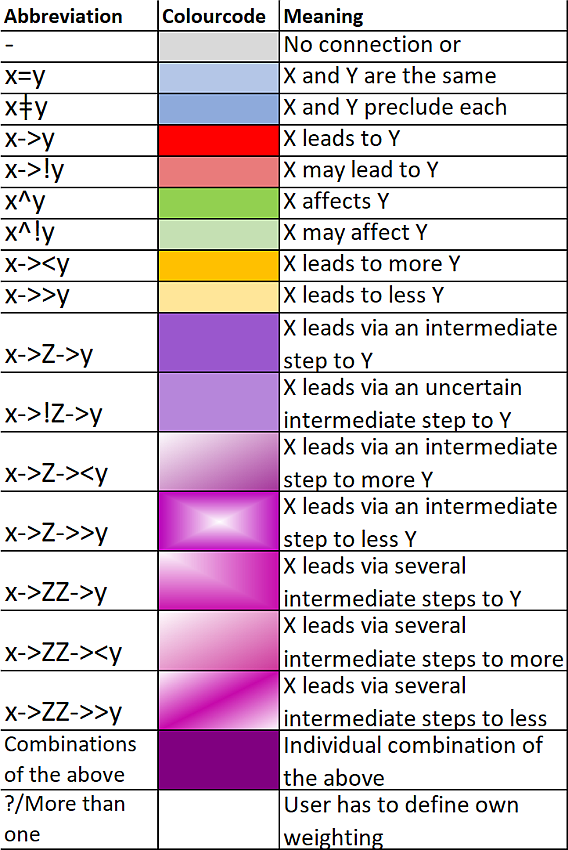 Abbreviation Colourcode Meaning
- No connection or
x=y X and Y are the same
xǂy X and Y preclude each
x->y X leads to Y
x->!y X may lead to Y
x^y X affects Y
x^!y X may affect Y
x-><y X leads to more Y
x->>y X leads to less Y
X leads via an intermediate
x->Z->y step to Y
X leads via an uncertain
x->!Z->y intermediate step to Y
X leads via an intermediate
x->Z-><y step to more Y
X leads via an intermediate
x->Z->>y step to less Y
X leads via several
x->ZZ->y intermediate steps to Y
X leads via several
x->ZZ-><y intermediate steps to more
X leads via several
x->ZZ->>y intermediate steps to less
Combinations Individual combination of
of the above the above
?/More than User has to define own
one weighting